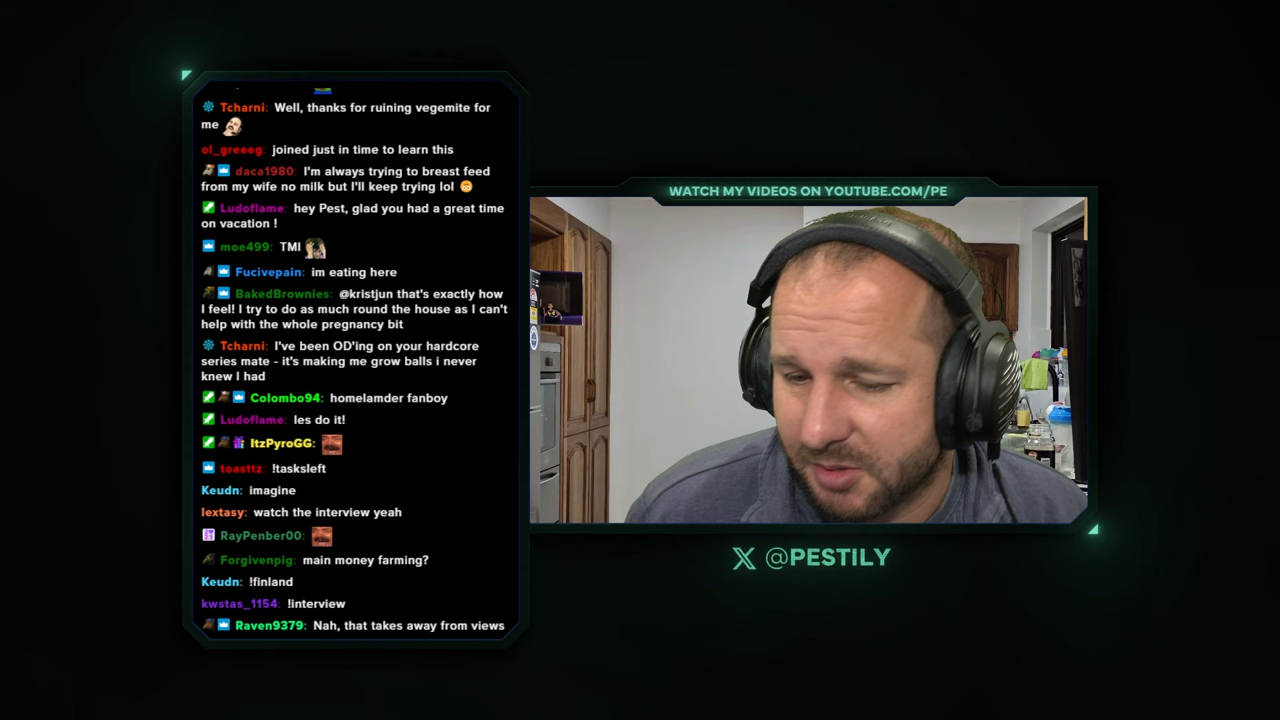 Tcharni: Well, thanks for ruining vegemite for
me
ol_greeeg: joined just in time to learn this
daca1980: I'm always trying to breast feed
from my wife no milk but I'll keep trying lol 😁
Ludoflame: hey Pest, glad you had a great time
on vacation !
moe499: TMI
Fucivepain: im eating here
BakedBrownies: @kristjun that's exactly how
I feel! I try to do as much round the house as I can't
help with the whole pregnancy bit
Tcharni: I've been OD'ing on your hardcore
series mate - it's making me grow balls i never
knew I had
Colombo94: homelamder fanboy
Ludoflame: les do it!
ItzPyroGG:
toasttz: !tasksleft
Keudn: imagine
lextasy: watch the interview yeah
RayPenber00:
Forgivenpig: main money farming?
Keudn: !finland
kwstas_1154: !interview
Raven9379: Nah, that takes away from views
WATCH MY VIDEOS ON YOUTUBE.COM/PE
X @PESTILY